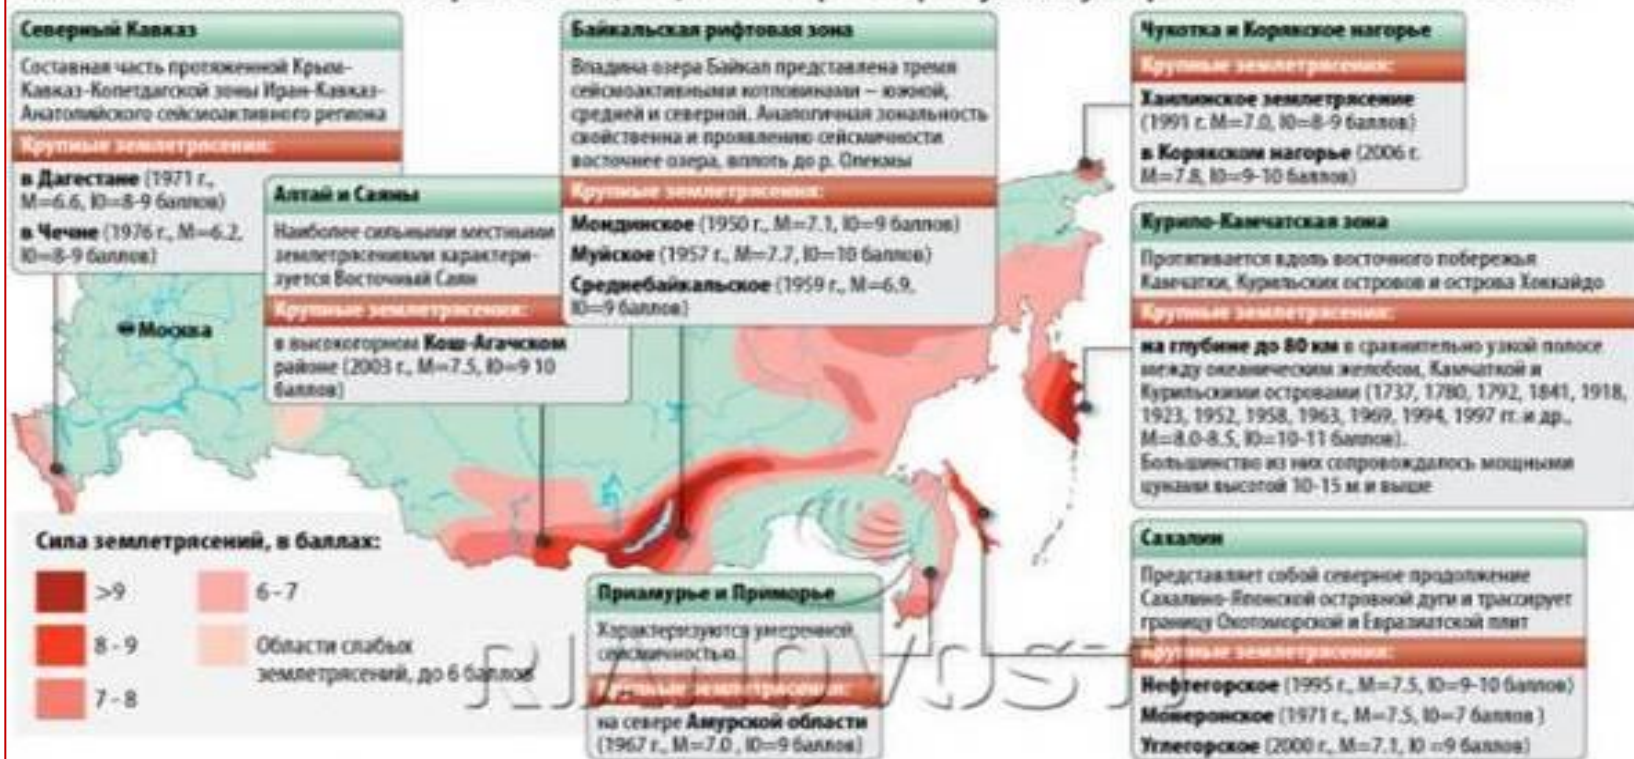 Северный Кавказ
Составная часть протяженной Крым-
Кавказ-Копетдагской зоны Иран-Кавказ-
Анатолийского сейсмоактивного региона
Крупные землетрясения:
в Дагестане (1971 г.,
М=6.6, I0=8-9 баллов)
в Чечне (1976 г., М=6.2,
I0=8-9 баллов)
Алтай и Саяны
Наиболее сильными местными
землетрясениями характери-
зуется Восточный Саян
Крупные землетрясения:
в высокогорном Кош-Агачском
районе (2003 г., М=7.5, I0=9 10
баллов)
Байкальская рифтовая зона
Впадина озера Байкал представлена тремя
сейсмоактивными котловинами – южной,
средней и северной. Аналогичная зональность
свойственна и проявлению сейсмичности
восточнее озера, вплоть до р. Олекмы
Крупные землетрясения:
Мондинское (1950 г., М=7.1, I0=9 баллов)
Муйское (1957 г., М=7.7, I0=10 баллов)
Среднебайкальское (1959 г., М=6.9,
I0=9 баллов)
Чукотка и Корякское нагорье
Крупные землетрясения:
Хаилинское землетрясение
(1991 г. М=7.0, I0=8-9 баллов)
в Корякском нагорье (2006 г.
М=7.8, I0=9-10 баллов)
Курило-Камчатская зона
Протягивается вдоль восточного побережья
Камчатки, Курильских островов и острова Хоккайдо
Крупные землетрясения:
на глубине до 80 км в сравнительно узкой полосе
между океаническим желобом, Камчаткой и
Курильскими островами (1737, 1780, 1792, 1841, 1918,
1923, 1952, 1958, 1963, 1969, 1994, 1997 гг. и др.,
М=8.0-8.5, I0=10-11 баллов).
Большинство из них сопровождалось мощными
цунами высотой 10-15 м и выше
Сахалин
Представляет собой северное продолжение
Сахалино-Японской островной дуги и трассирует
границу Охотоморской и Евразиатской плит
Крупные землетрясения:
Нефтегорское (1995 г., М=7.5, I0=9-10 баллов)
Монеронское (1971 г., М=7.5, I0=7 баллов )
Углегорское (2000 г., М=7.1, I0 =9 баллов)
Приамурье и Приморье
Характеризуются умеренной
сейсмичностью.
Крупные землетрясения:
на севере Амурской области
(1967 г., М=7.0 , I0=9 баллов)
Москва
Сила землетрясений, в баллах:
>9
8 - 9
7 - 8
6 - 7
Области слабых
землетрясений, до 6 баллов
RIANOVOSTI